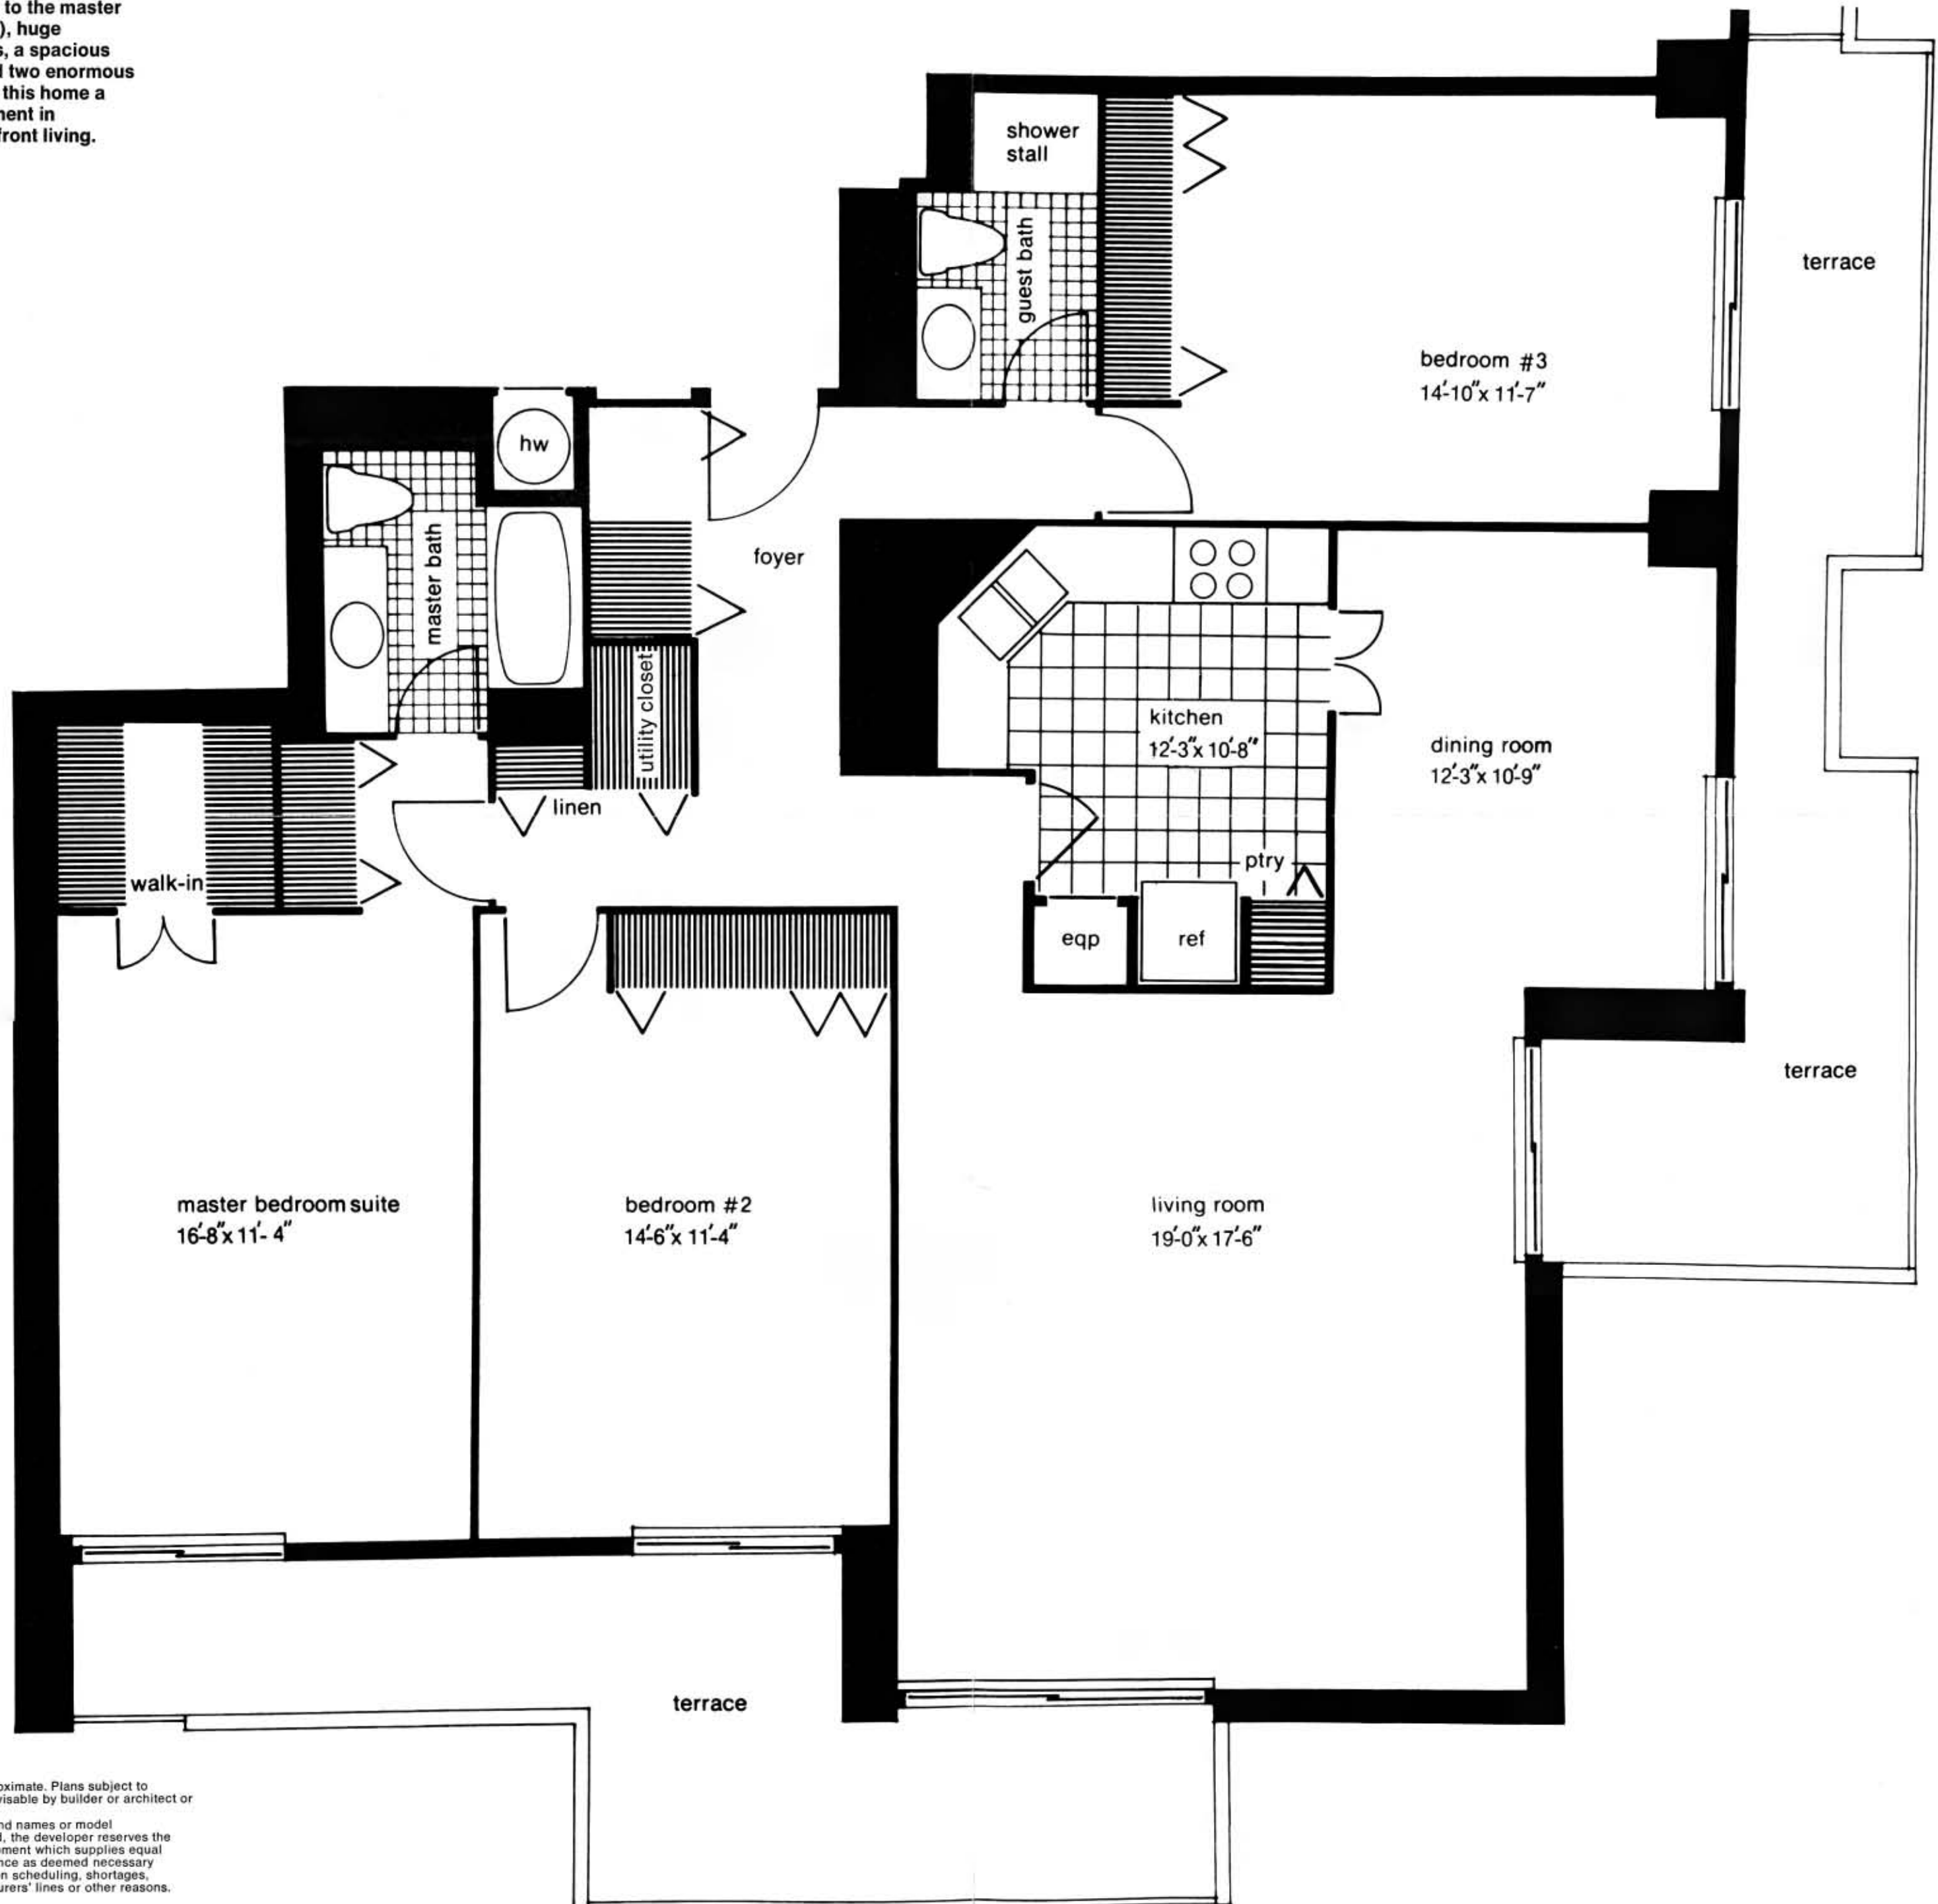 to the master
), huge
, a spacious
two enormous
this home a
ment in
front living.
shower
stall
guest bath
terrace
bedroom #3
14'-10" x 11'-7"
hw
master bath
foyer
utility closet
kitchen
12'-3" x 10'-8"
dining room
12'-3" x 10'-9"
linen
walk-in
ptry
eqp
ref
terrace
master bedroom suite
16'-8" x 11'-4"
bedroom #2
14'-6" x 11'-4"
living room
19'-0" x 17'-6"
terrace
oximate. Plans subject to
visable by builder or architect or
nd names or model
, the developer reserves the
ment which supplies equal
nce as deemed necessary
n scheduling, shortages,
urers' lines or other reasons.